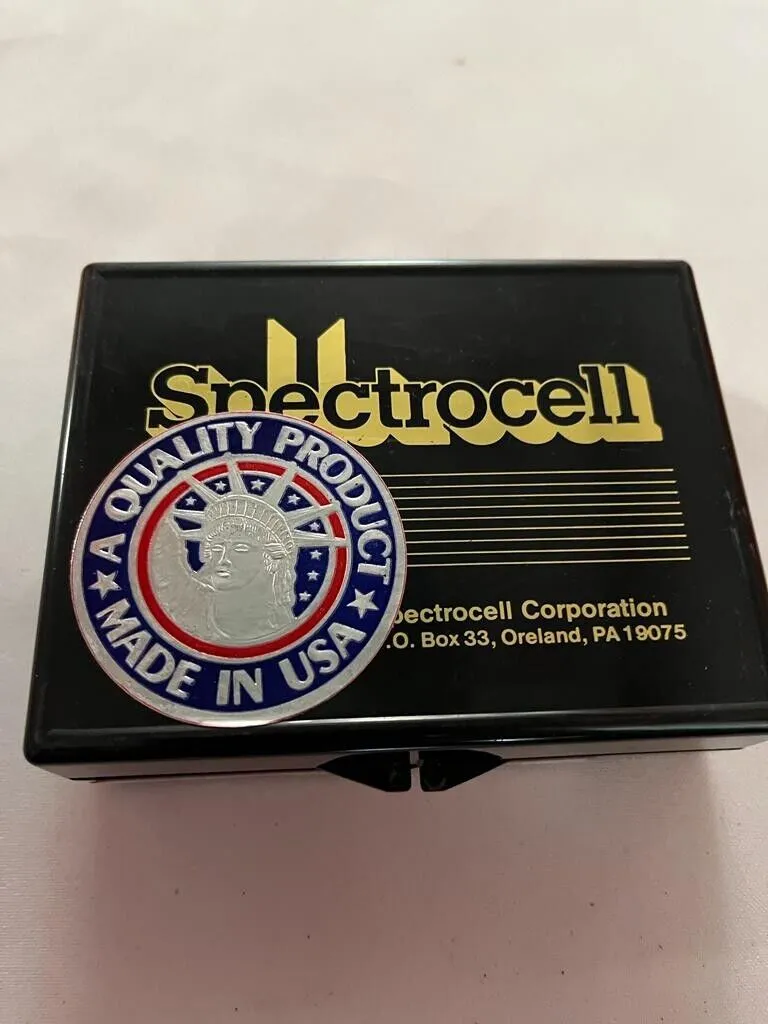 Spectrocell
A QUALITY PRODUCT
MADE IN USA
pectrocell Corporation
.O. Box 33, Oreland, PA 19075